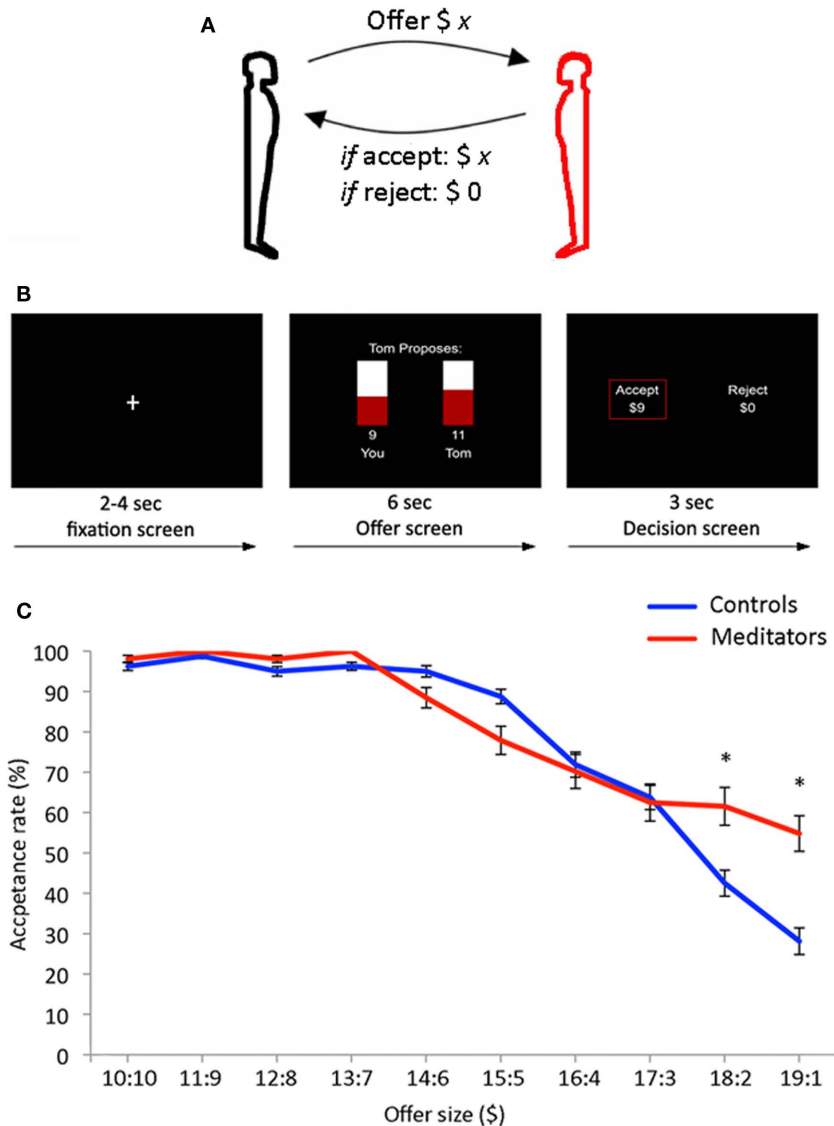 A
Offer $ x
if accept: $ x
if reject: $ 0
B
Tom Proposes:
9 11
You Tom
Accept Reject
$9 $0
2-4 sec 6 sec 3 sec
fixation screen Offer screen Decision screen
C
Controls
Meditators
100
90
80
70
60
50
40
30
20
10
0
Accpetance rate (%)
* *
10:10 11:9 12:8 13:7 14:6 15:5 16:4 17:3 18:2 19:1
Offer size ($)